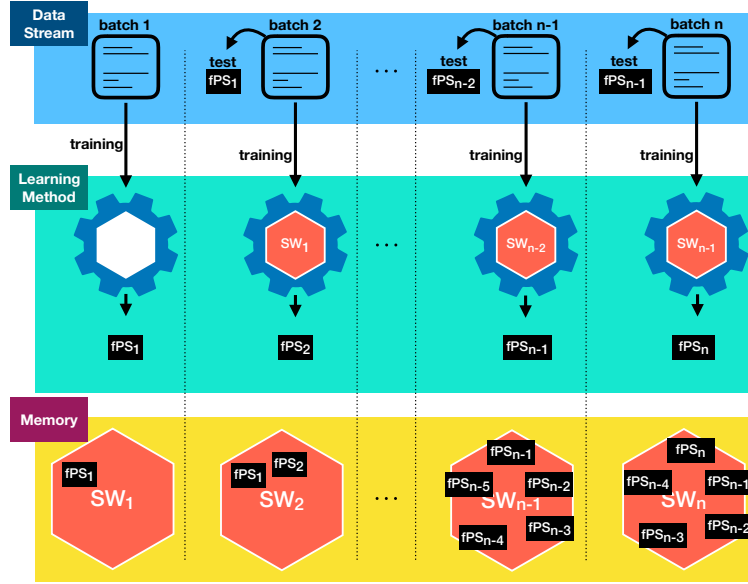 Data
Stream
batch 1
batch 2
batch n-1
batch n
test
fPS1
...
test
fPSn-2
test
fPSn-1
training
training
training
training
Learning
Method
SW1
...
SWn-2
SWn-1
fPS1
fPS2
fPSn-1
fPSn
Memory
fPS1
SW1
fPS1
fPS2
SW2
...
fPSn-1
fPSn-5
fPSn-2
SWn-1
fPSn-4
fPSn-3
fPSn
fPSn-4
fPSn-1
SWn
fPSn-3
fPSn-2